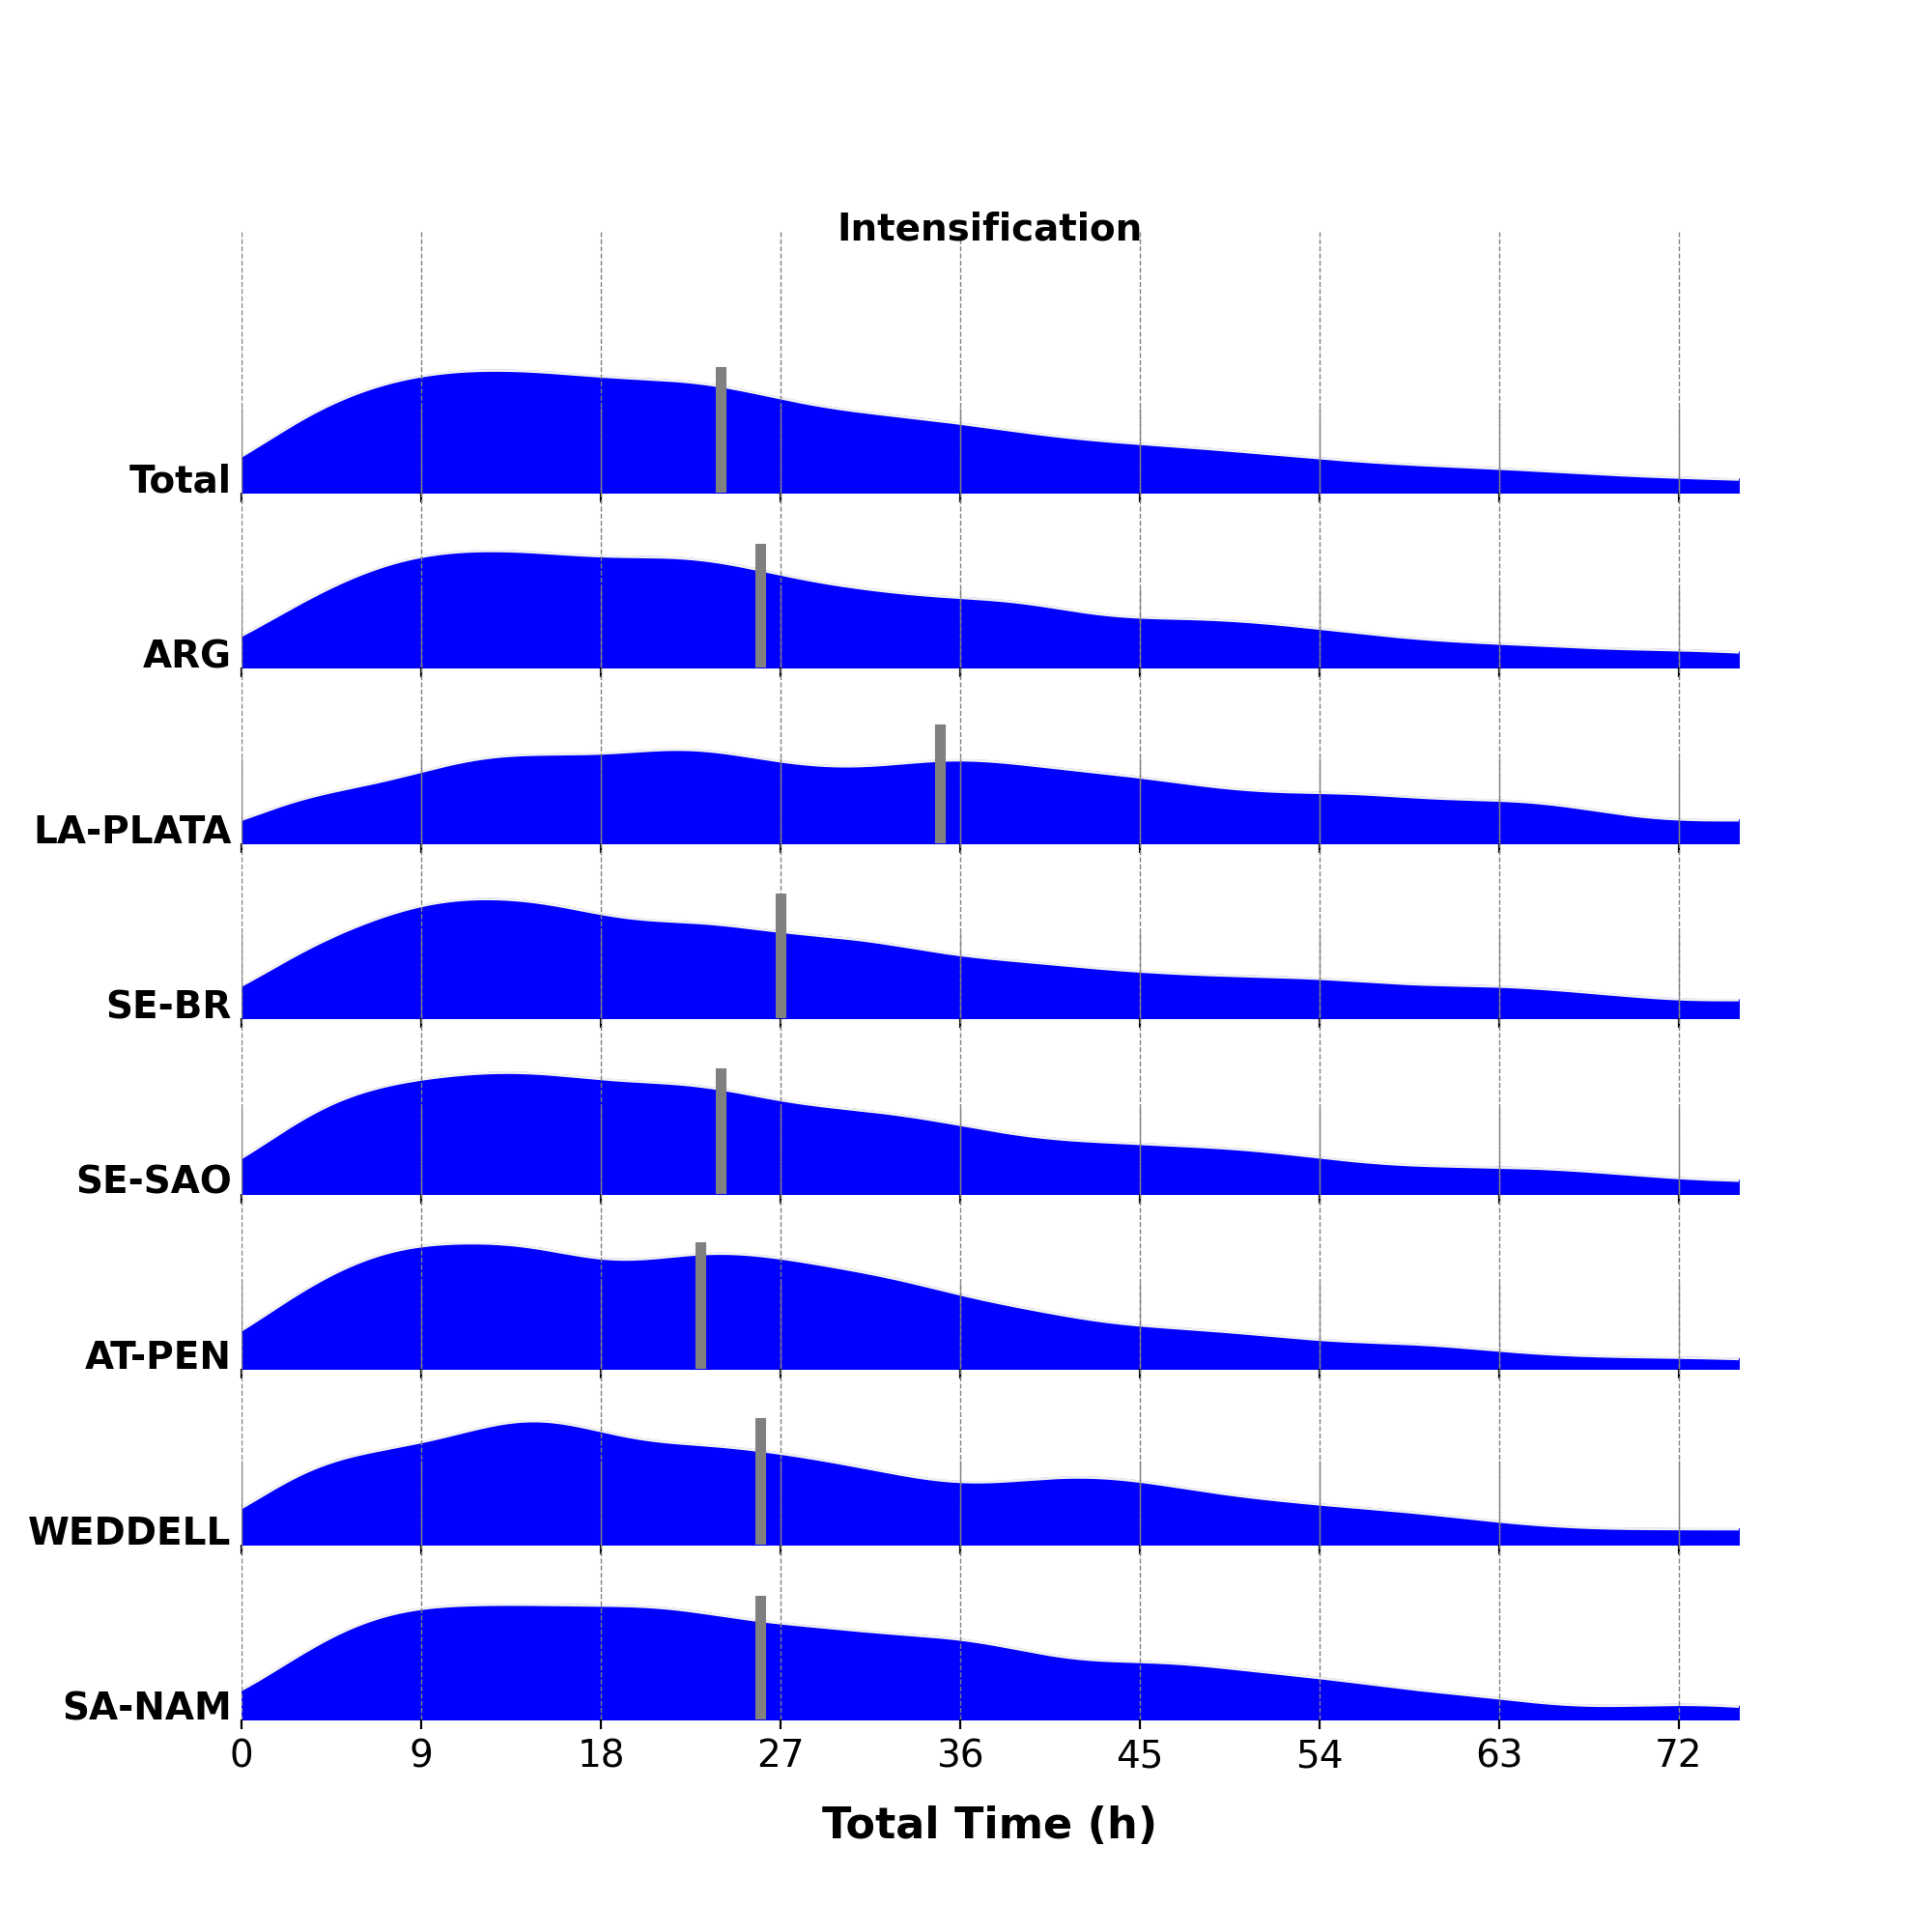 Intensification
Total
ARG
LA-PLATA
SE-BR
SE-SAO
AT-PEN
WEDDELL
SA-NAM
0 9 18 27 36 45 54 63 72
Total Time (h)